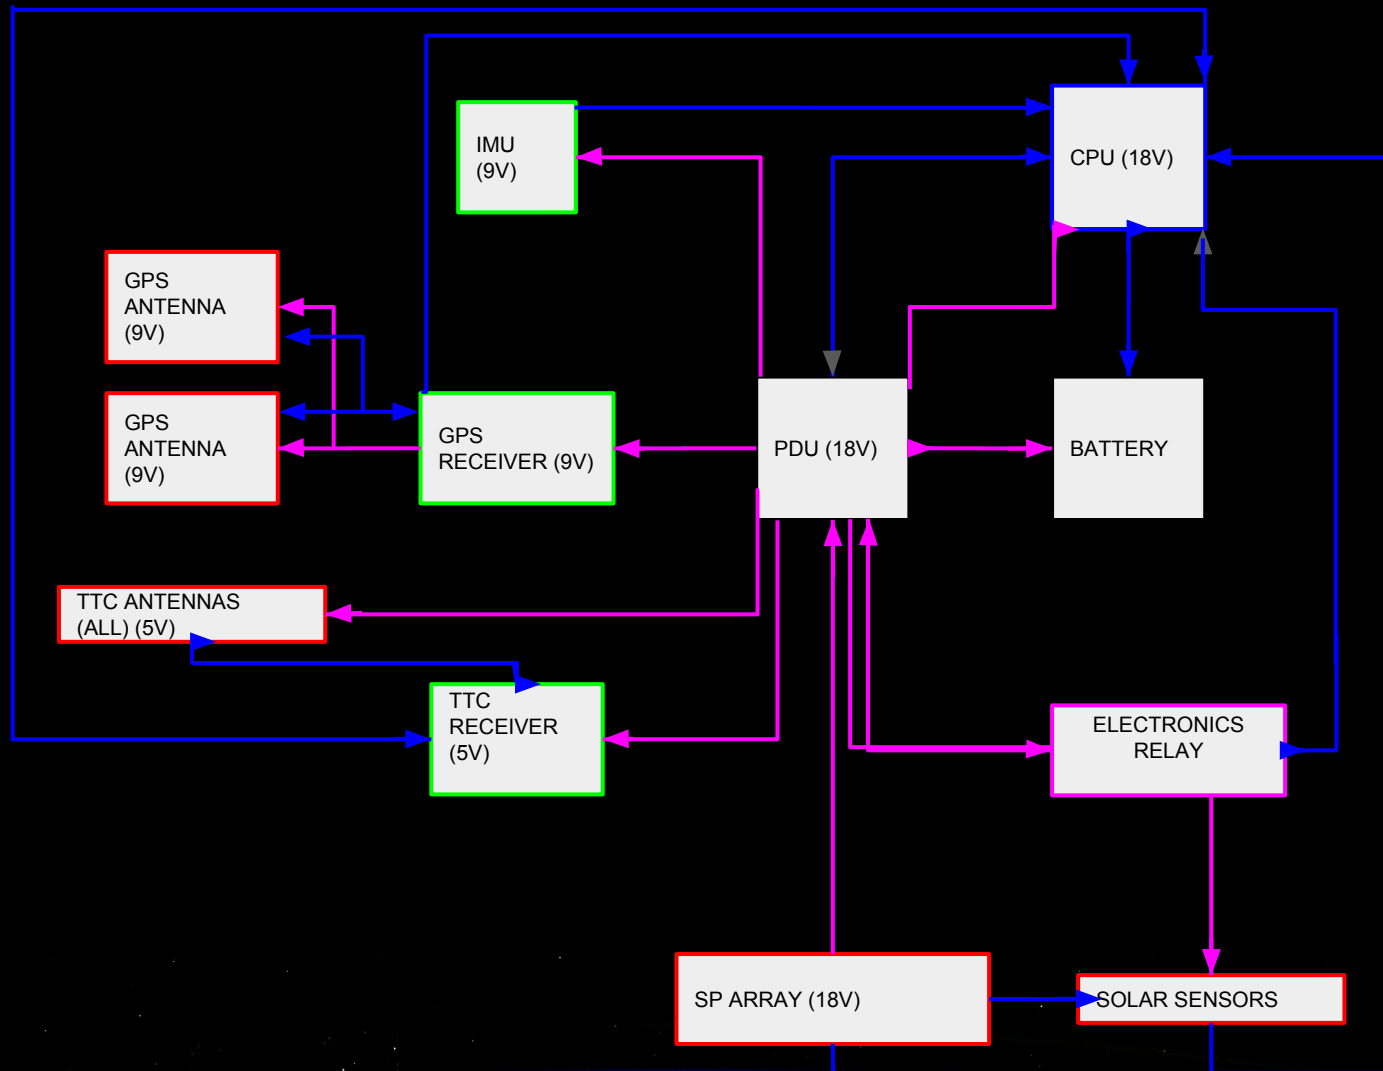 IMU
(9V)
CPU (18V)
GPS
ANTENNA
(9V)
GPS
ANTENNA
(9V)
GPS
RECEIVER (9V)
PDU (18V)
BATTERY
TTC ANTENNAS
(ALL) (5V)
TTC
RECEIVER
(5V)
ELECTRONICS
RELAY
SP ARRAY (18V)
SOLAR SENSORS